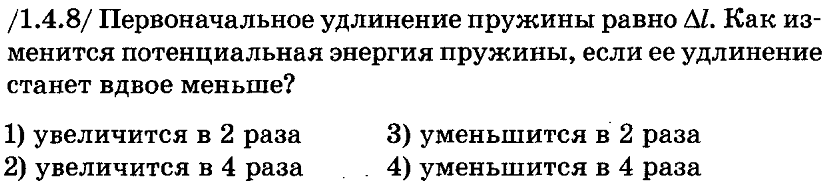 /1.4.8/ Первоначальное удлинение пружины равно Δl. Как из-
менится потенциальная энергия пружины, если ее удлинение
станет вдвое меньше?
1) увеличится в 2 раза 3) уменьшится в 2 раза
2) увеличится в 4 раза 4) уменьшится в 4 раза